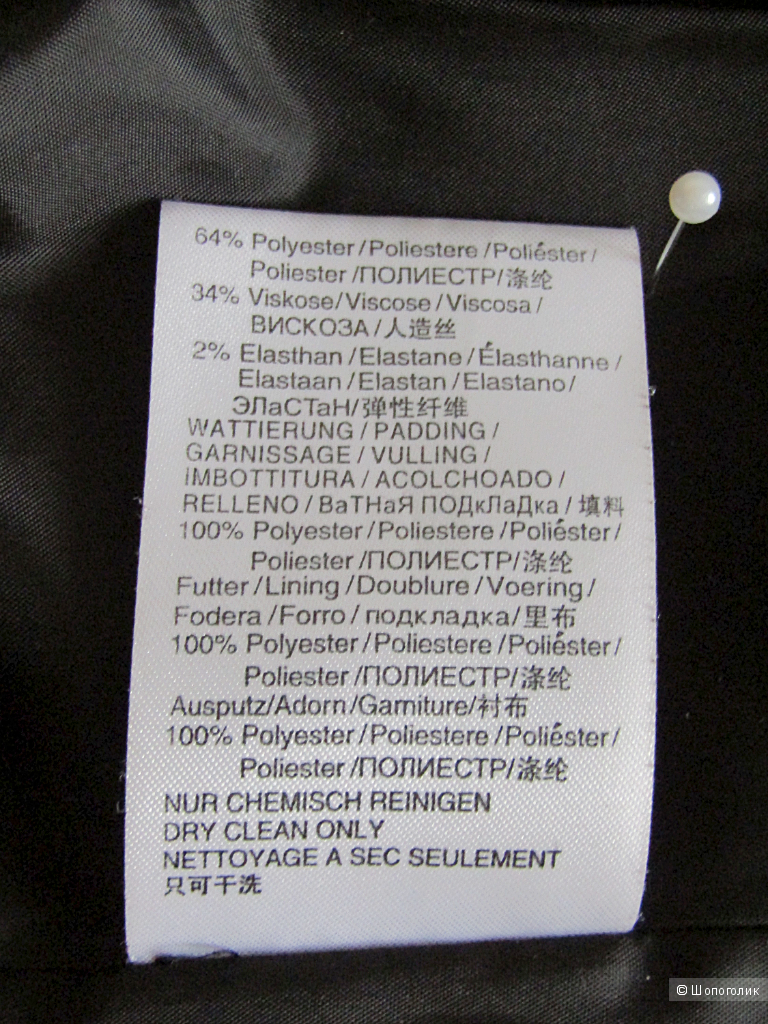 64% Polyester/Poliestere/Poliéster/
Poliester/ПОЛИЕСТР/涤纶
34% Viskose/Viscose/Viscosa/
ВИСКОЗА/人造丝
2% Elasthan/Elastane/Élasthanne/
Elastaan/Elastan/Elastano/
ЭЛаСТаН/弹性纤维
WATTIERUNG/PADDING/
GARNISSAGE/VULLING/
IMBOTTITURA/ACOLCHOADO/
RELLENO/ВаТНаЯ ПОДкЛаДка/填料
100% Polyester/Poliestere/Poliéster/
Poliester/ПОЛИЕСТР/涤纶
Futter/Lining/Doublure/Voering/
Fodera/Forro/подкладка/里布
100% Polyester/Poliestere/Poliéster/
Poliester/ПОЛИЕСТР/涤纶
Ausputz/Adorn/Garniture/衬布
100% Polyester/Poliestere/Poliéster/
Poliester/ПОЛИЕСТР/涤纶
NUR CHEMISCH REINIGEN
DRY CLEAN ONLY
NETTOYAGE A SEC SEULEMENT
只可干洗
© Шопоголик